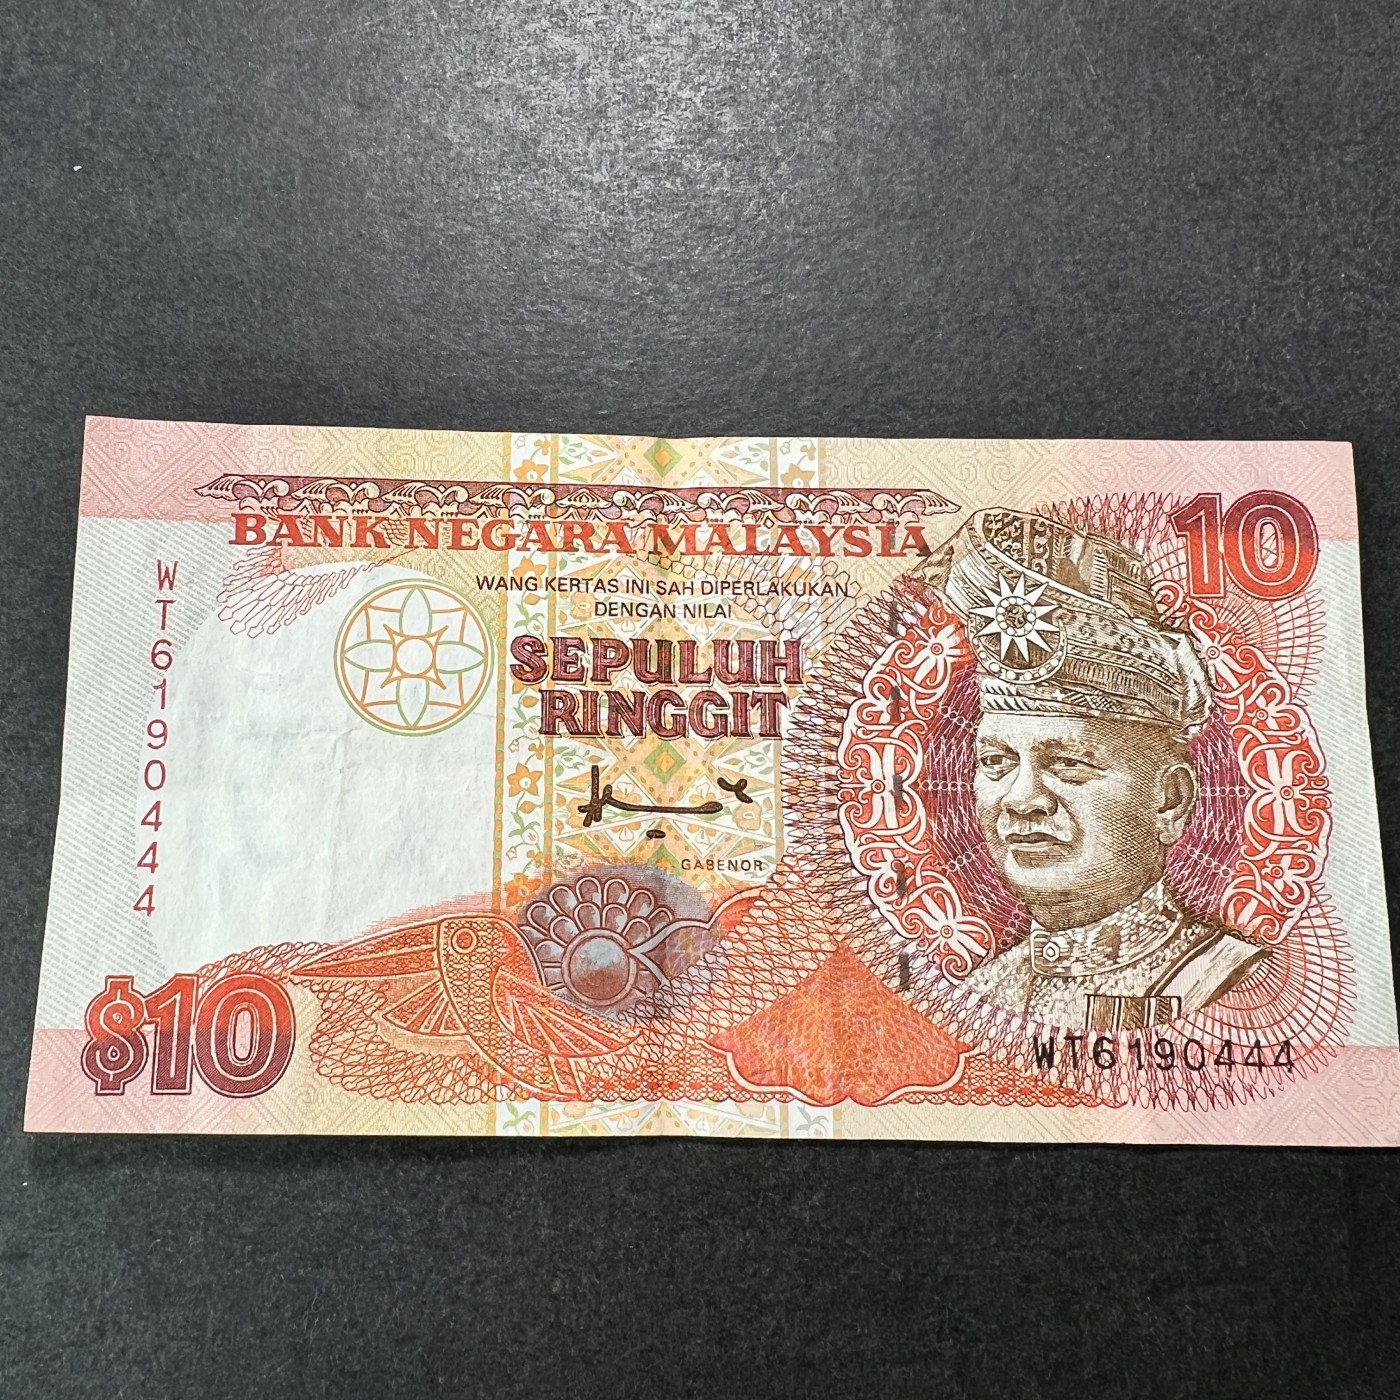 BANK NEGARA MALAYSIA
10
WANG KERTAS INI SAH DIPERLAKUKAN
DENGAN NILAI
SEPULUH
RINGGIT
WT6190444
GABENOR
$10
WT6190444